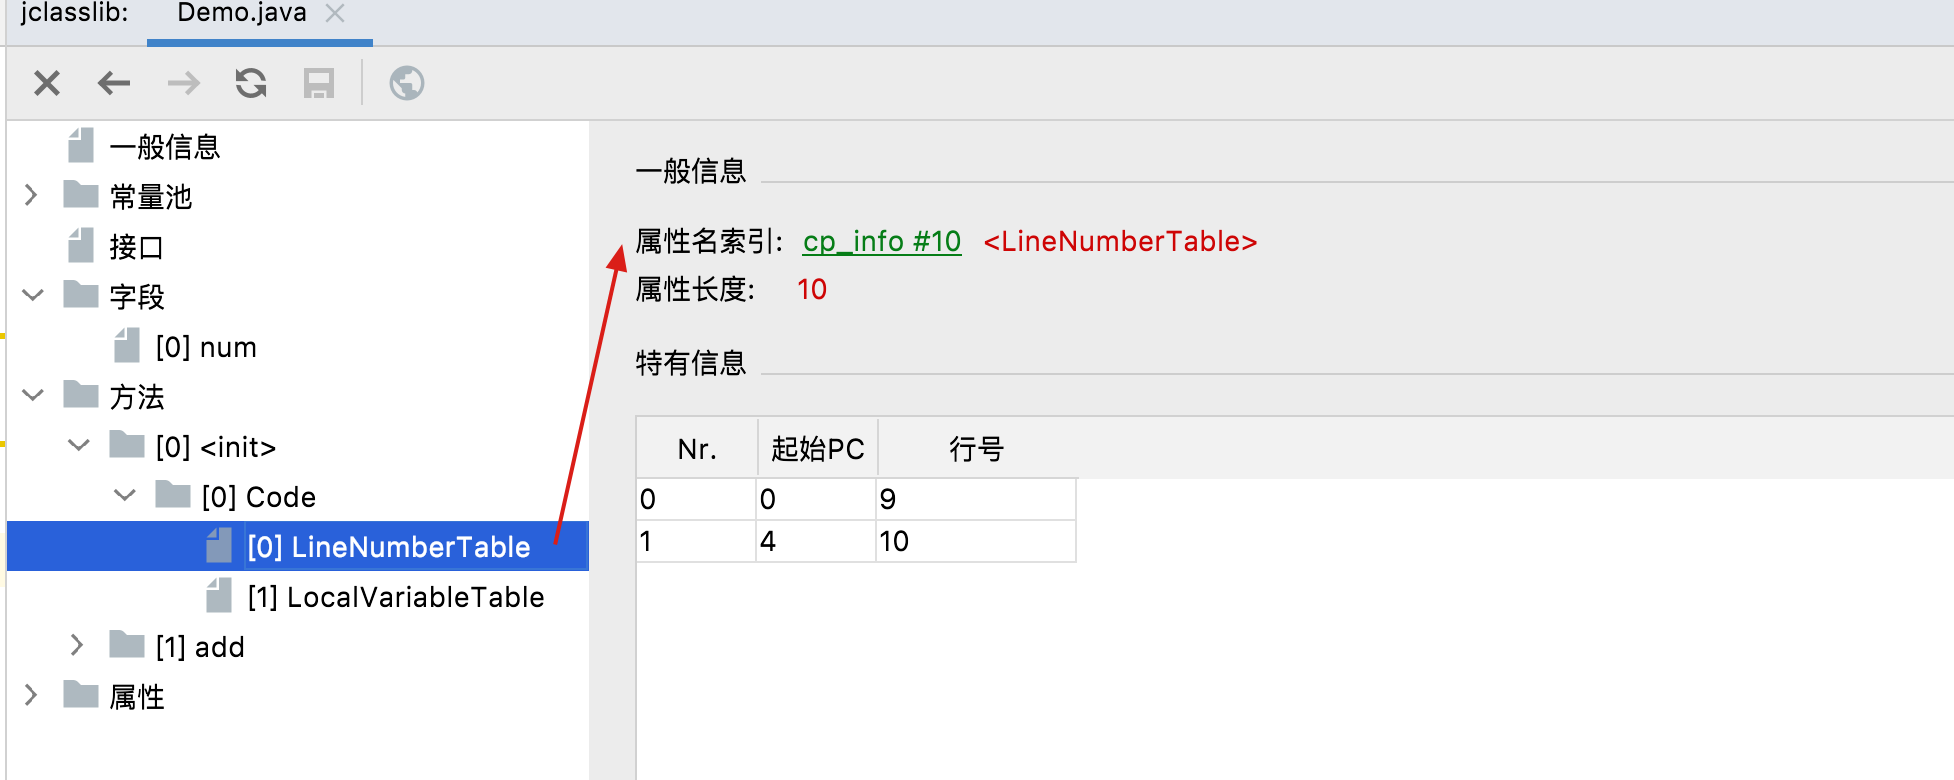 jclasslib: Demo.java
一般信息
常量池
接口
字段
[0] num
方法
[0] <init>
[0] Code
[0] LineNumberTable
[1] LocalVariableTable
[1] add
属性
一般信息
属性名索引: cp_info #10 <LineNumberTable>
属性长度: 10
特有信息
Nr. 起始PC 行号
0 0 9
1 4 10